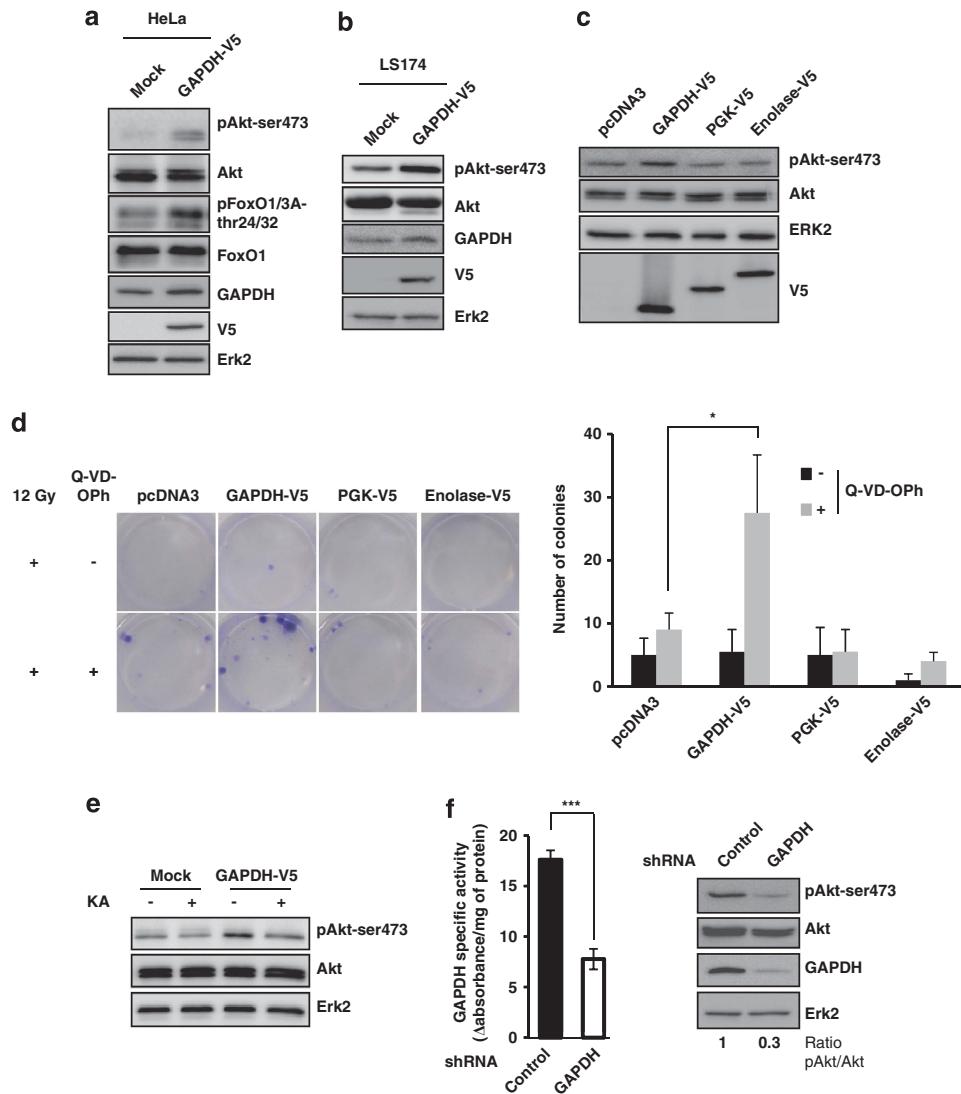 a
HeLa
Mock
GAPDH-V5
pAkt-ser473
Akt
pFoxO1/3A-
thr24/32
FoxO1
GAPDH
V5
Erk2
b
LS174
Mock
GAPDH-V5
pAkt-ser473
Akt
GAPDH
V5
Erk2
c
pcDNA3
GAPDH-V5
PGK-V5
Enolase-V5
pAkt-ser473
Akt
ERK2
V5
d
12 Gy
Q-VD-
OPh
pcDNA3 GAPDH-V5 PGK-V5 Enolase-V5
+ -
+ +
Number of colonies
40
30
20
10
0
*
-
+
Q-VD-OPh
pcDNA3
GAPDH-V5
PGK-V5
Enolase-V5
e
Mock GAPDH-V5
KA - + - +
pAkt-ser473
Akt
Erk2
f
GAPDH specific activity
(Δabsorbance/mg of protein)
20
15
10
5
0
***
shRNA
Control
GAPDH
shRNA
Control
GAPDH
pAkt-ser473
Akt
GAPDH
Erk2
1 0.3 Ratio
pAkt/Akt